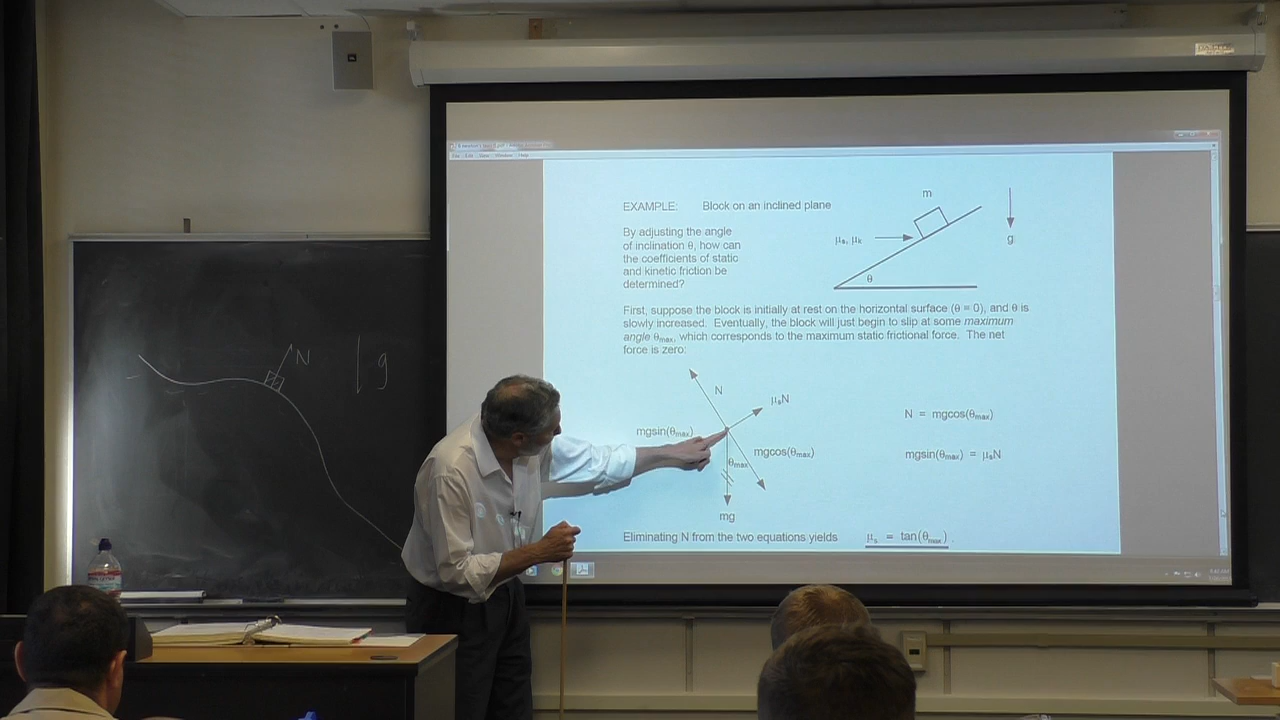 EXAMPLE: Block on an inclined plane
By adjusting the angle
of inclination θ, how can
the coefficients of static
and kinetic friction be
determined?
m
μs, μk
θ
g
First, suppose the block is initially at rest on the horizontal surface (θ = 0), and θ is
slowly increased. Eventually, the block will just begin to slip at some maximum
angle θmax, which corresponds to the maximum static frictional force. The net
force is zero:
N
μsN
mgsin(θmax)
θmax
mgcos(θmax)
mg
N = mgcos(θmax)
mgsin(θmax) = μsN
Eliminating N from the two equations yields μs = tan(θmax).
N
g